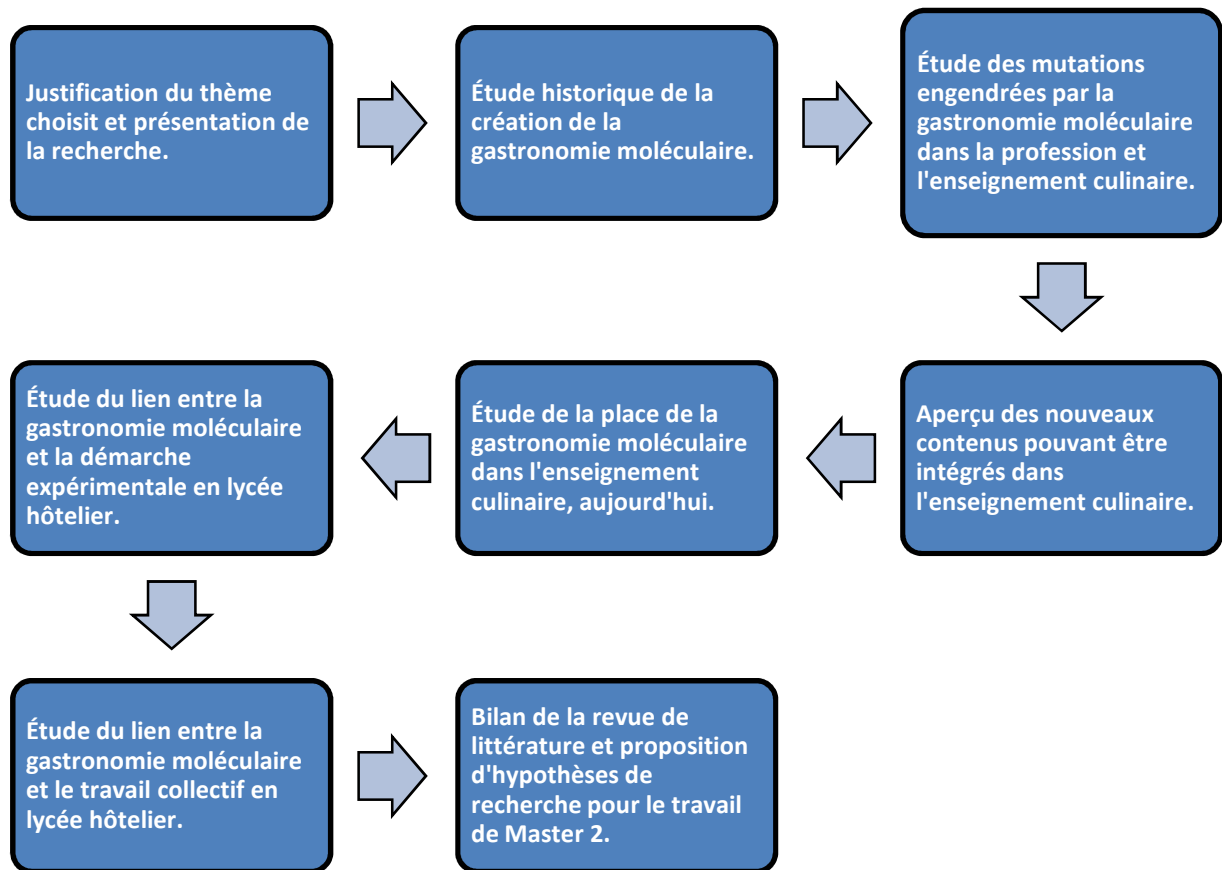 Justification du thème
choisit et présentation de
la recherche.
Étude historique de la
création de la
gastronomie moléculaire.
Étude des mutations
engendrées par la
gastronomie moléculaire
dans la profession et
l'enseignement culinaire.
Aperçu des nouveaux
contenus pouvant être
intégrés dans
l'enseignement culinaire.
Étude de la place de la
gastronomie moléculaire
dans l'enseignement
culinaire, aujourd'hui.
Étude du lien entre la
gastronomie moléculaire
et la démarche
expérimentale en lycée
hôtelier.
Étude du lien entre la
gastronomie moléculaire
et le travail collectif en
lycée hôtelier.
Bilan de la revue de
littérature et proposition
d'hypothèses de
recherche pour le travail
de Master 2.